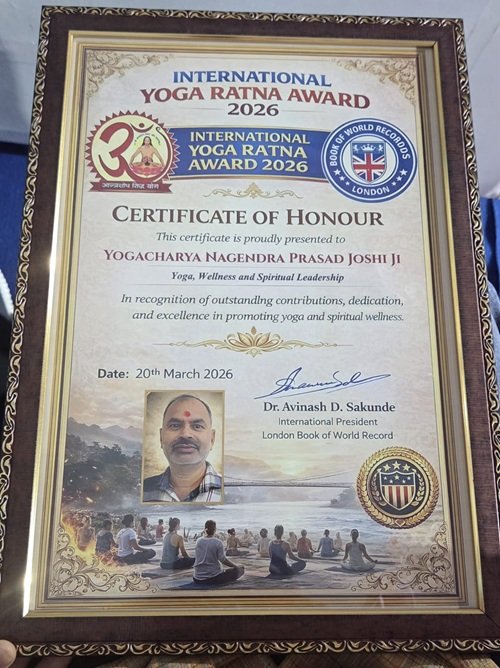 INTERNATIONAL
YOGA RATNA AWARD
2026
INTERNATIONAL
YOGA RATNA
AWARD 2026
BOOK OF WORLD RECORODS
LONDON
CERTIFICATE OF HONOUR
This certificate is proudly presented to
YOGACHARYA NAGENDRA PRASAD JOSHI JI
Yoga, Wellness and Spiritual Leadership
In recognition of outstandlng contributions, dedication,
and excellence in promoting yoga and spintual wellness.
Date: 20th March 2026
Dr. Avinash D. Sakunde
International President
London Book of World Record